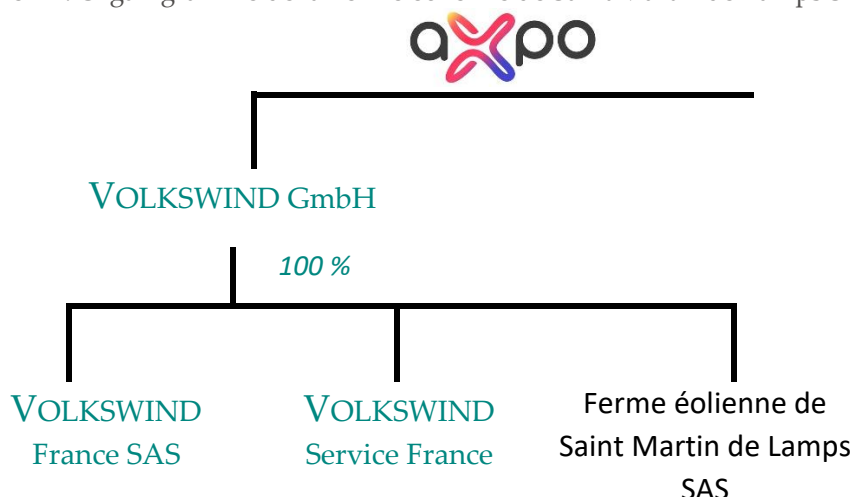 axpo
VOLKSWIND GmbH
100 %
VOLKSWIND
France SAS
VOLKSWIND
Service France
Ferme éolienne de
Saint Martin de Lamps
SAS